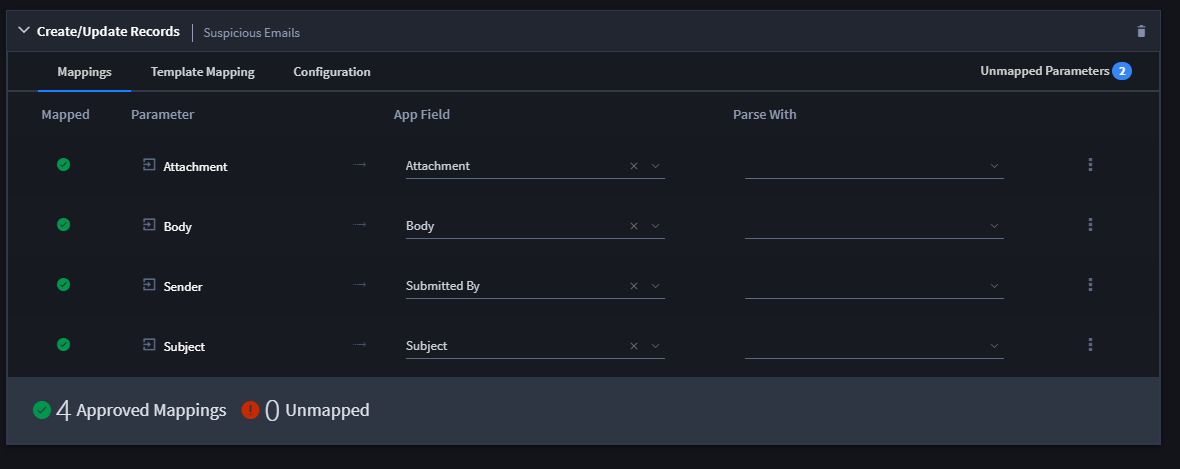 Create/Update Records | Suspicious Emails
Mappings Template Mapping Configuration Unmapped Parameters 2
Mapped Parameter App Field Parse With
Attachment → Attachment ×
Body → Body ×
Sender → Submitted By ×
Subject → Subject ×
4 Approved Mappings ! 0 Unmapped